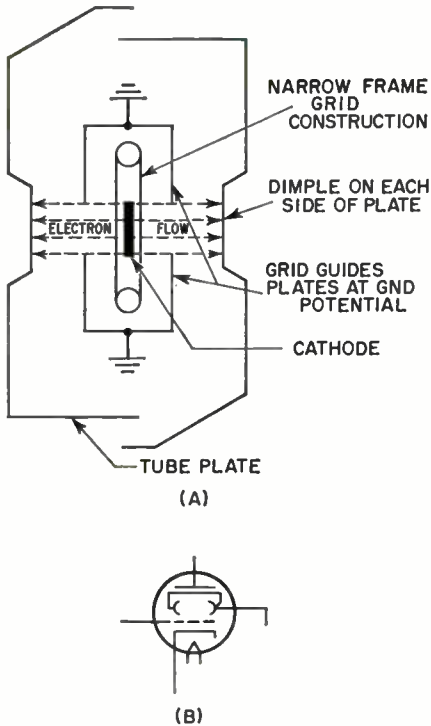 NARROW FRAME
GRID
CONSTRUCTION
DIMPLE ON EACH
SIDE OF PLATE
ELECTRON FLOW
GRID GUIDES
PLATES AT GND
POTENTIAL
CATHODE
TUBE PLATE
(A)
(B)